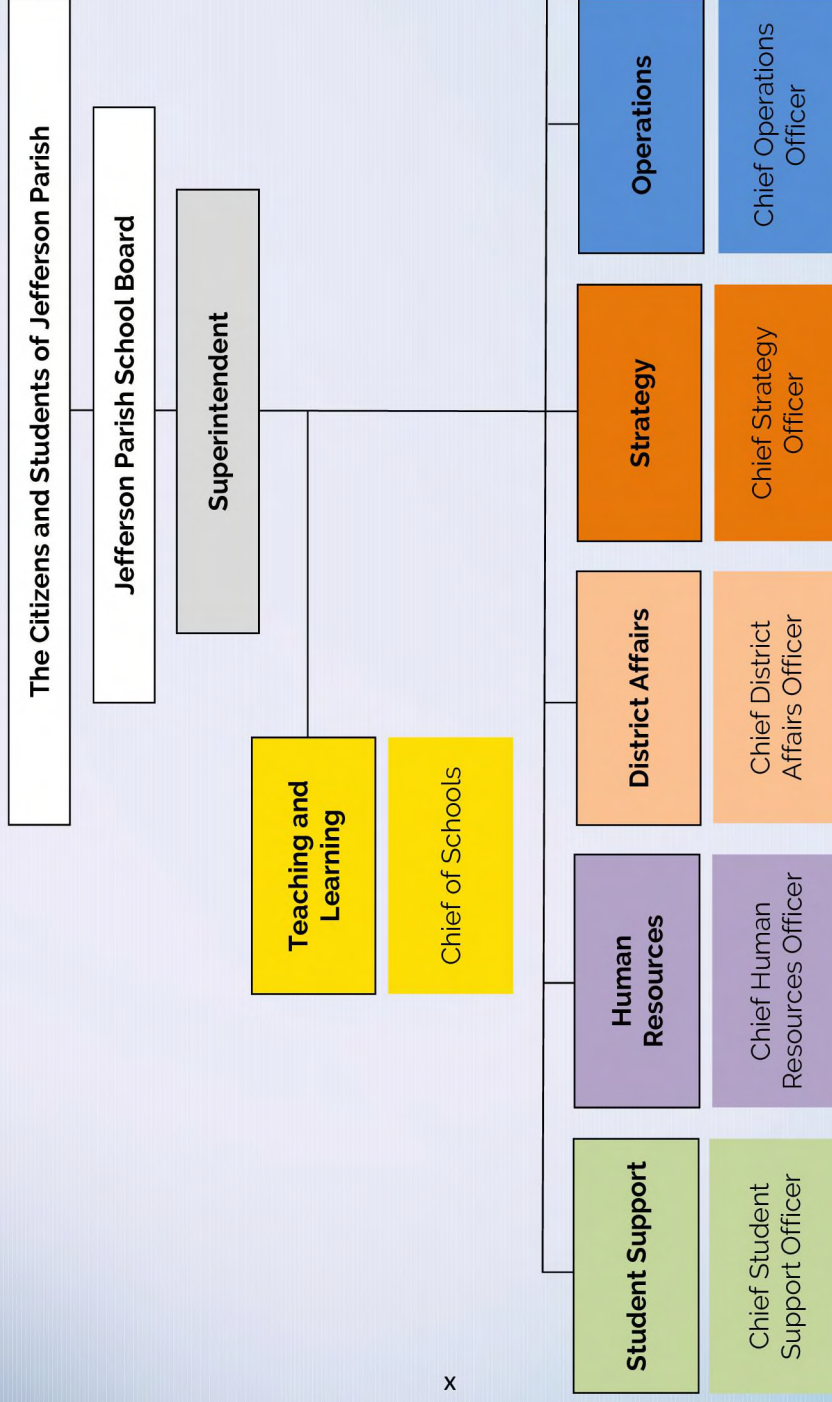 The Citizens and Students of Jefferson Parish
Jefferson Parish School Board
Superintendent
Teaching and
Learning
Chief of Schools
Student Support
Chief Student
Support Officer
Human
Resources
Chief Human
Resources Officer
District Affairs
Chief District
Affairs Officer
Strategy
Chief Strategy
Officer
Operations
Chief Operations
Officer
x